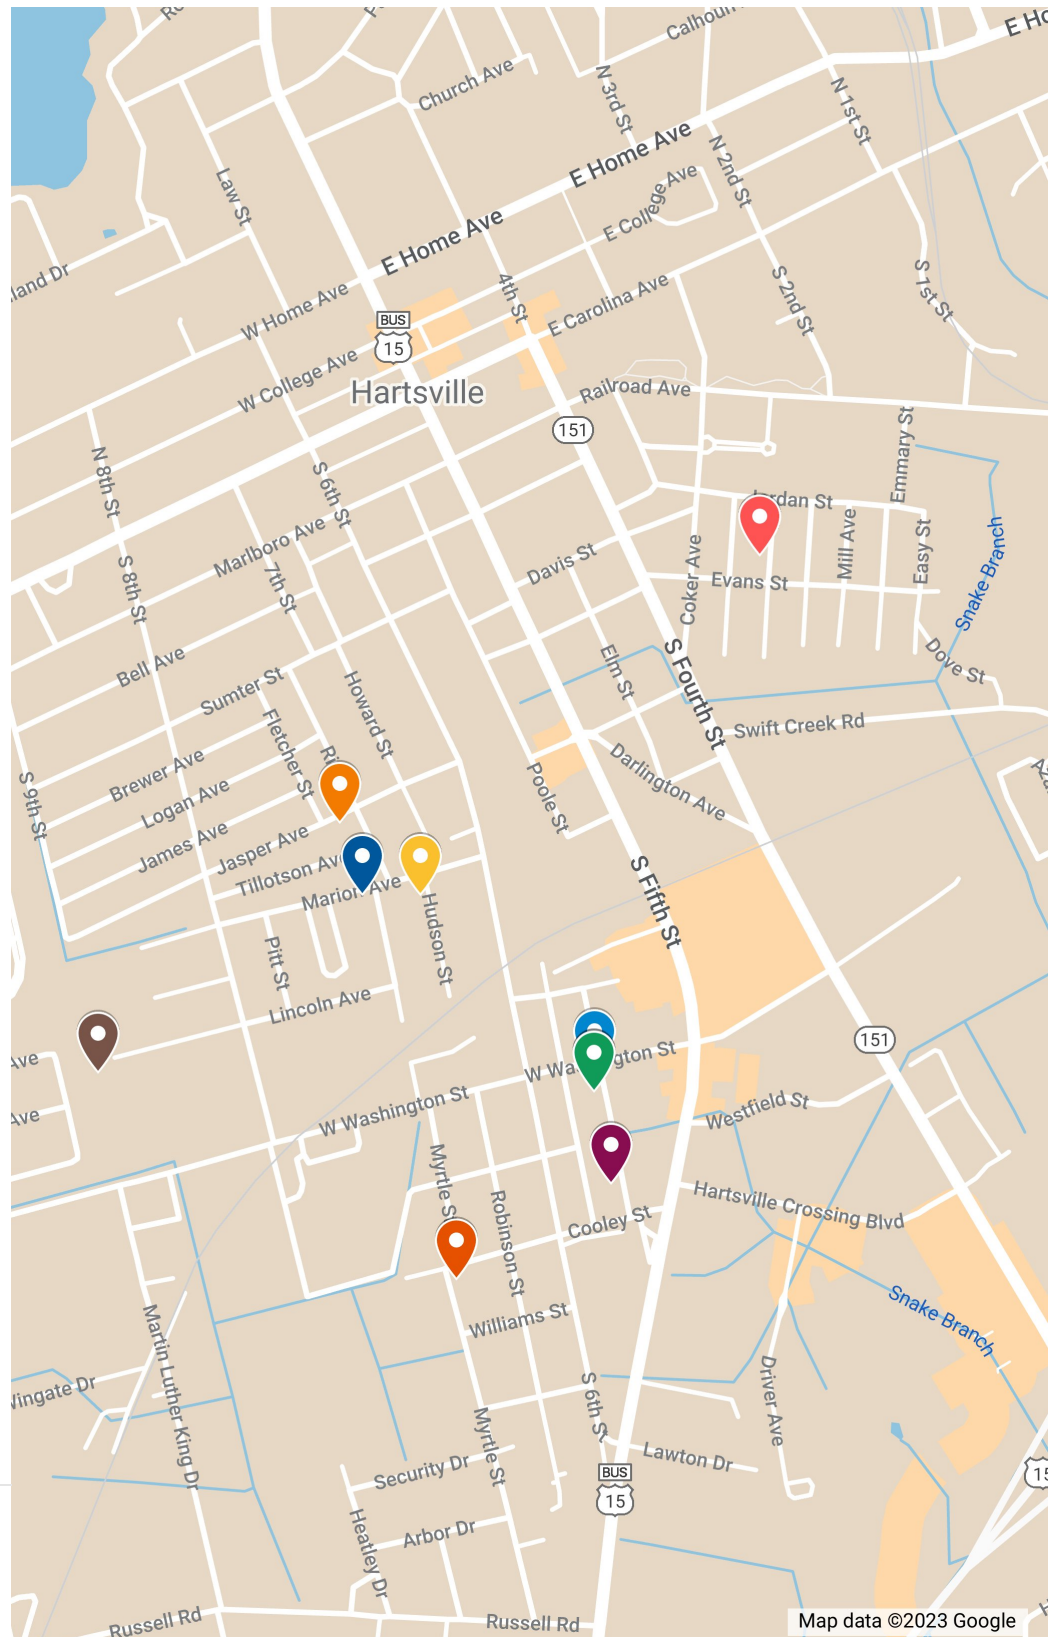 E Ho
Calhoun
Church Ave
N 3rd St
N 1st St
E Home Ave
N 2nd St
Law St
E College Ave
E Home Ave
land Dr
4th St
S 2nd St
S 1st St
W Home Ave
E Carolina Ave
BUS
15
W College Ave
Hartsville
Railroad Ave
151
N 8th St
S 6th St
Emmary St
Jordan St
Marlboro Ave
Mill Ave
Easy St
Snake Branch
S 8th St
7th St
Davis St
Coker Ave
Evans St
Bell Ave
Sumter St
Elm St
S Fourth St
Dove St
Howard St
Fletcher St
Swift Creek Rd
Brewer Ave
Logan Ave
Darlington Ave
S 9th St
Poole St
James Ave
Jasper Ave
Tillotson Ave
Marion Ave
S Fifth St
Hudson St
Pitt St
Lincoln Ave
Ave
151
W Washington St
Ave
W Washington St
Westfield St
Myrtle St
Robinson St
Hartsville Crossing Blvd
Cooley St
Williams St
Snake Branch
Martin Luther King Dr
Wingate Dr
S 6th St
Driver Ave
Myrtle St
Security Dr
Lawton Dr
BUS
15
15
Heatley Dr
Arbor Dr
Russell Rd
Russell Rd
Map data ©2023 Google